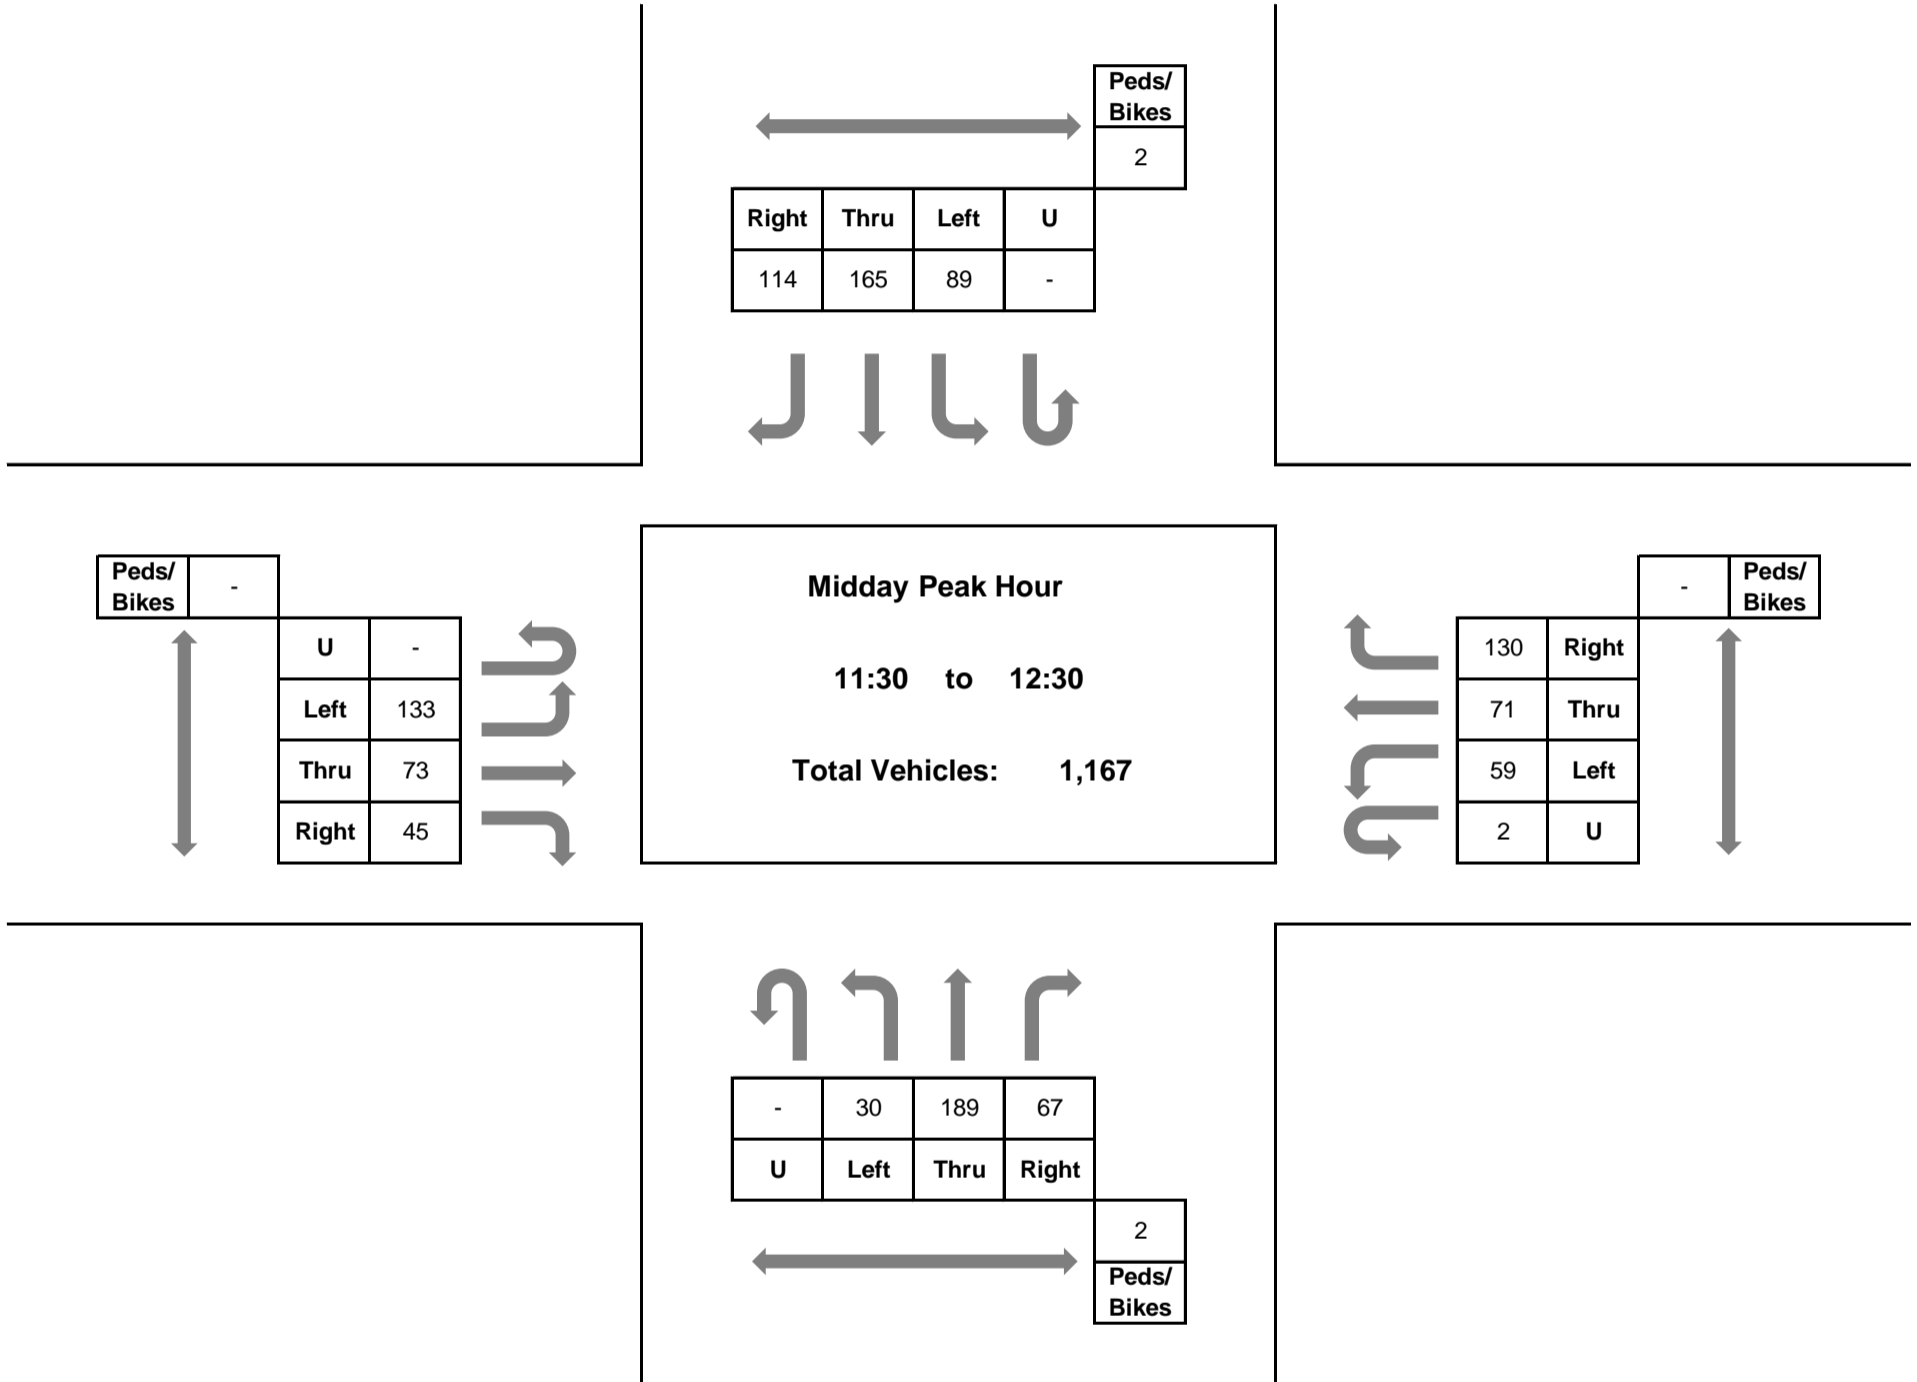 Peds/
Bikes
2
Right Thru Left U
114 165 89 -
Peds/
Bikes
-
U -
Left 133
Thru 73
Right 45
Midday Peak Hour
11:30 to 12:30
Total Vehicles: 1,167
- Peds/
Bikes
130 Right
71 Thru
59 Left
2 U
- 30 189 67
U Left Thru Right
2
Peds/
Bikes